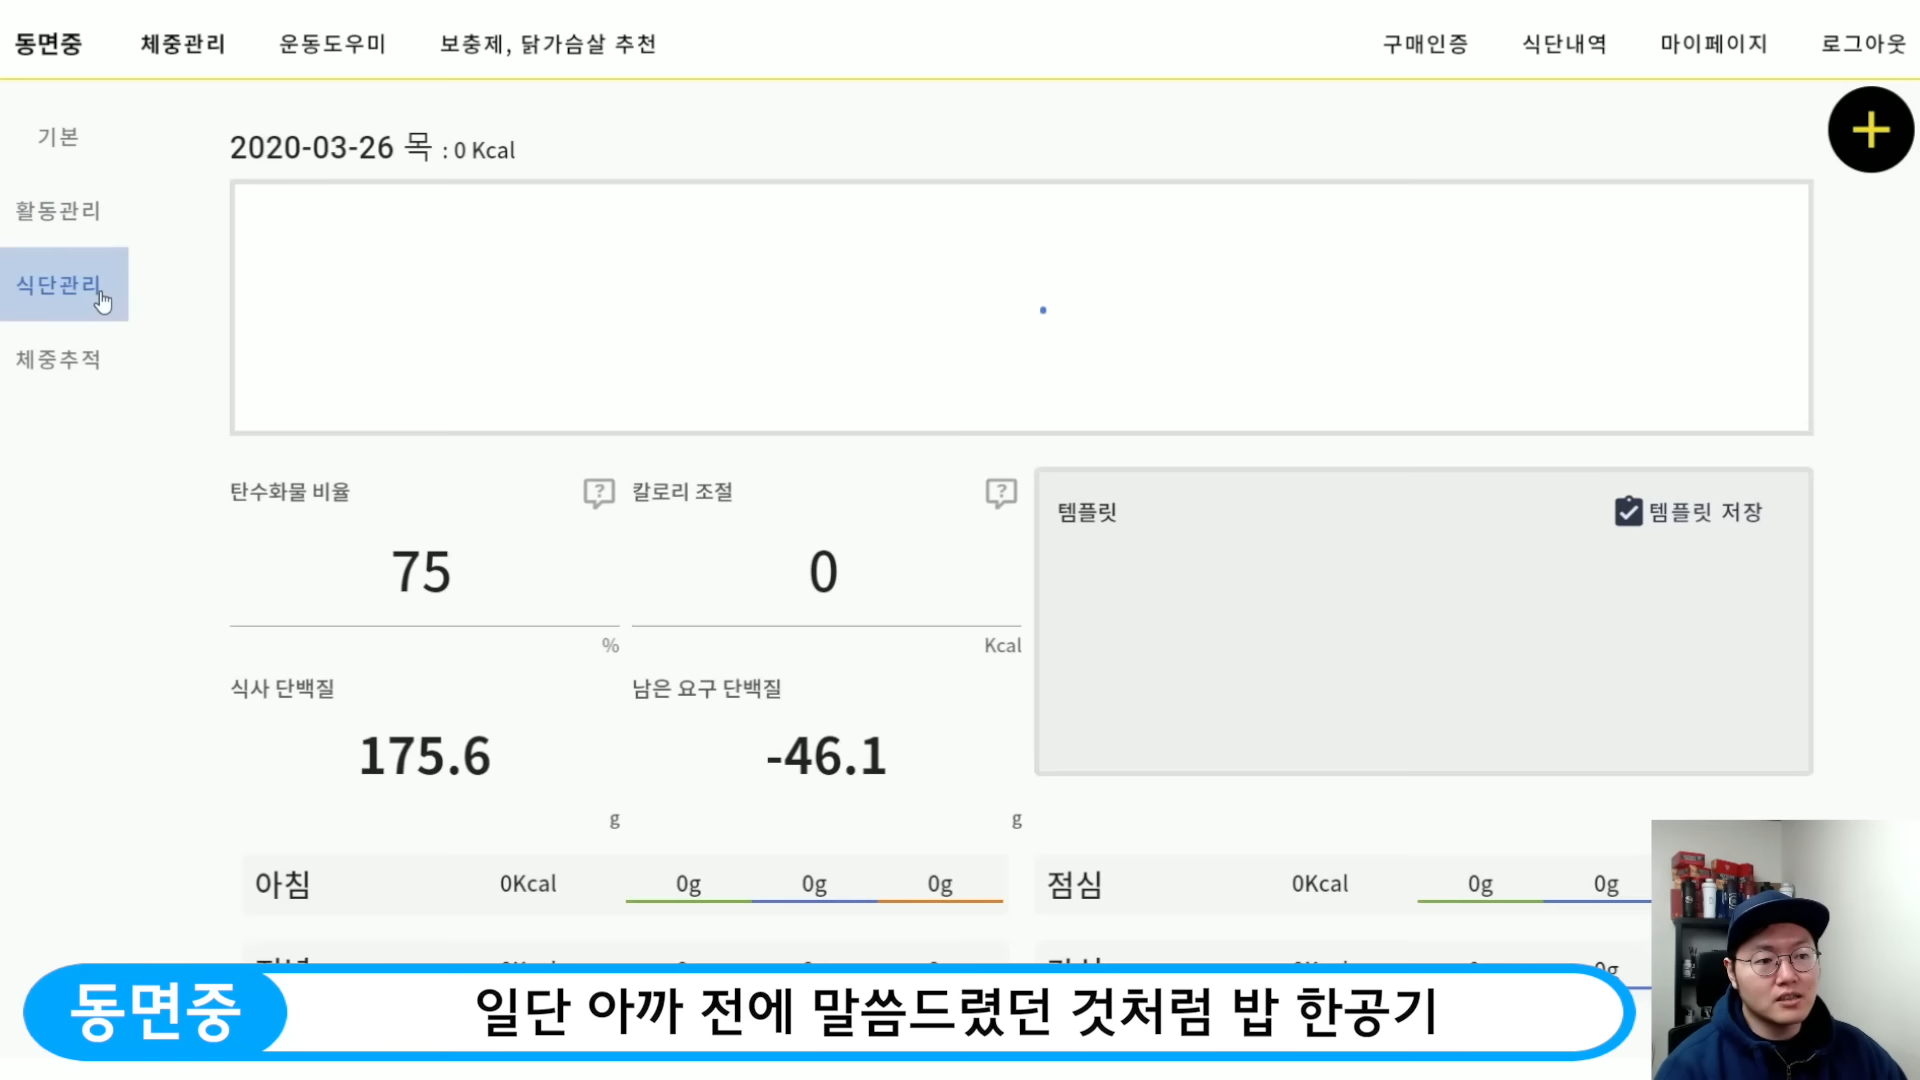 동면중 체중관리 운동도우미 보충제, 닭가슴살 추천 구매인증 식단내역 마이페이지 로그아웃
기본
활동관리
식단관리
체중추적
2020-03-26 목 : 0 Kcal
탄수화물 비율
75
%
칼로리 조절
0
Kcal
템플릿 템플릿 저장
식사 단백질
175.6
g
남은 요구 단백질
-46.1
g
아침 0Kcal 0g 0g 0g
점심 0Kcal 0g 0g
동면중 일단 아까 전에 말씀드렸던 것처럼 밥 한공기